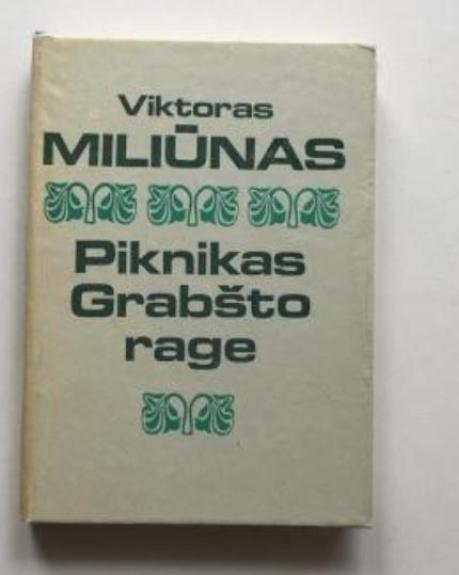 Viktoras
MILIŪNAS
Piknikas
Grabšto
rage